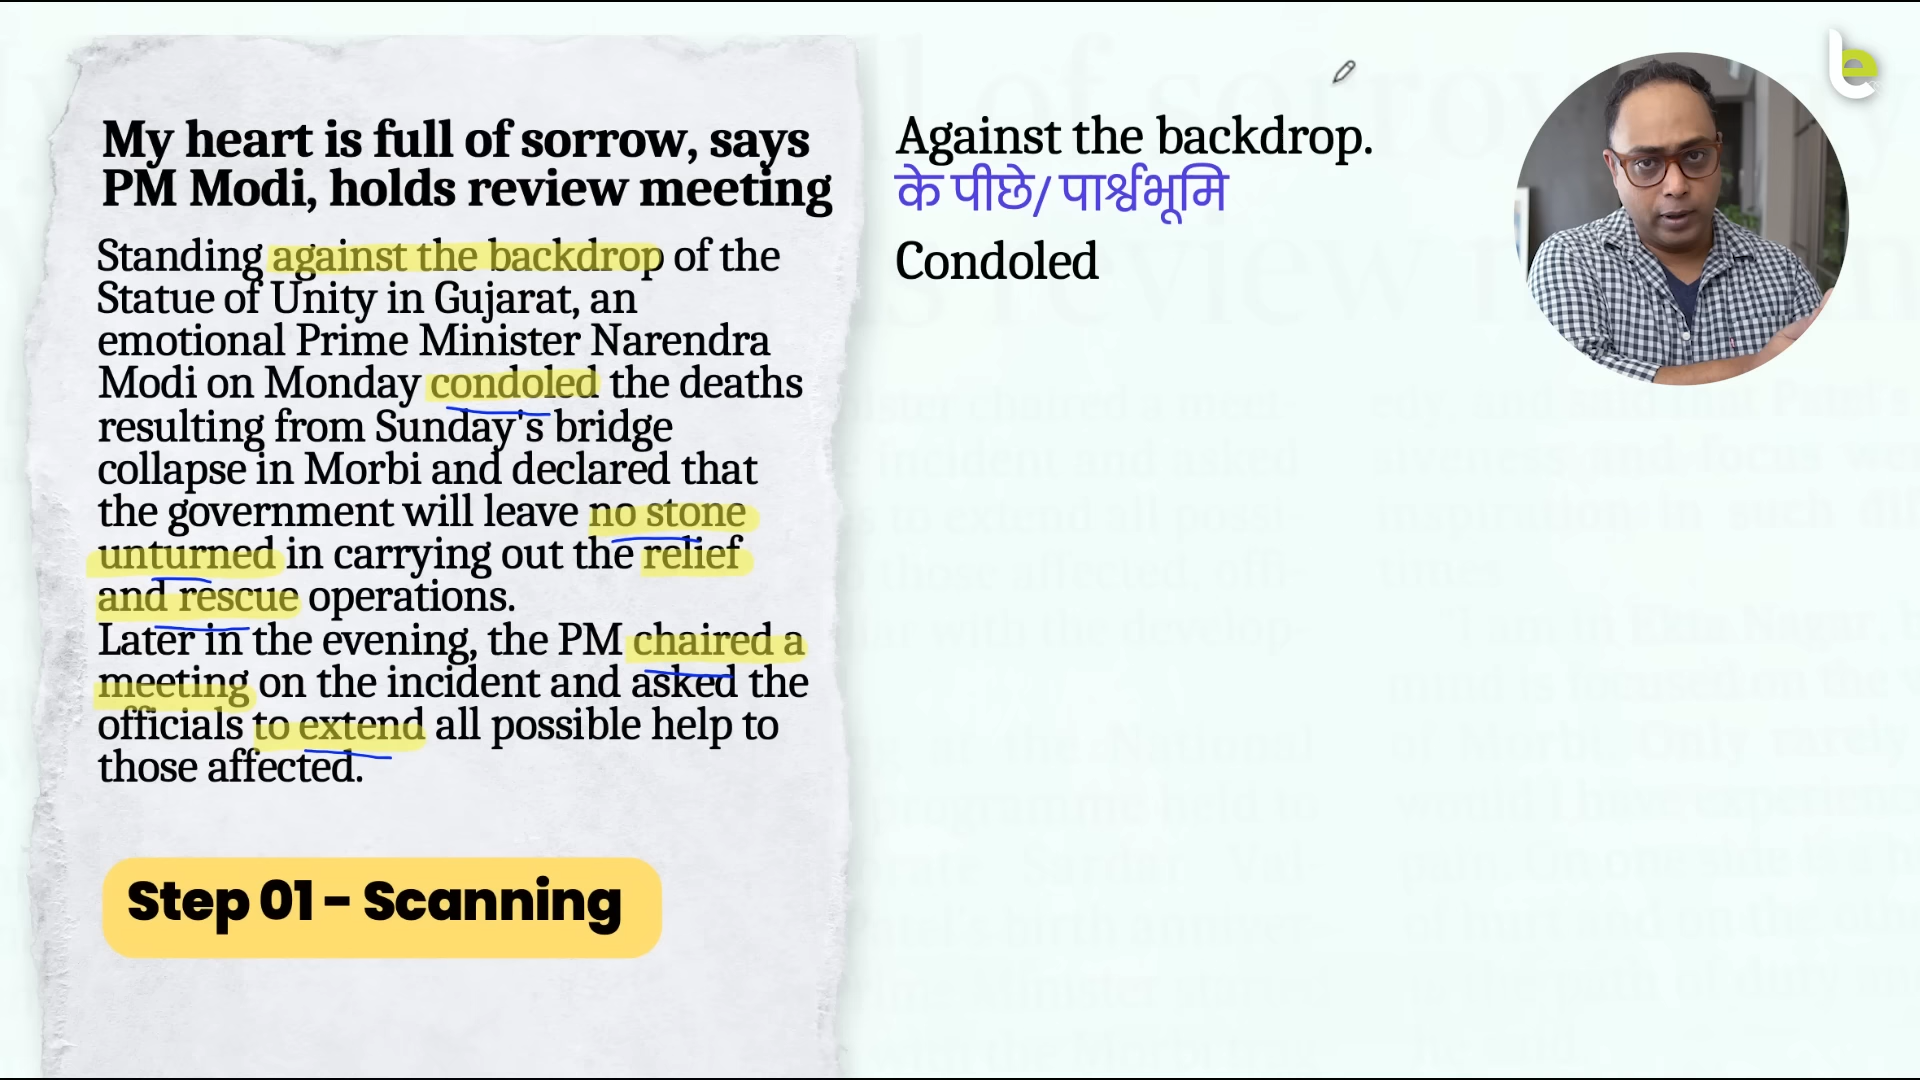 My heart is full of sorrow, says
PM Modi, holds review meeting
Standing against the backdrop of the
Statue of Unity in Gujarat, an
emotional Prime Minister Narendra
Modi on Monday condoled the deaths
resulting from Sunday's bridge
collapse in Morbi and declared that
the government will leave no stone
unturned in carrying out the relief
and rescue operations.
Later in the evening, the PM chaired a
meeting on the incident and asked the
officials to extend all possible help to
those affected.
Step 01 - Scanning
Against the backdrop.
के पीछे/ पार्श्वभूमि
Condoled